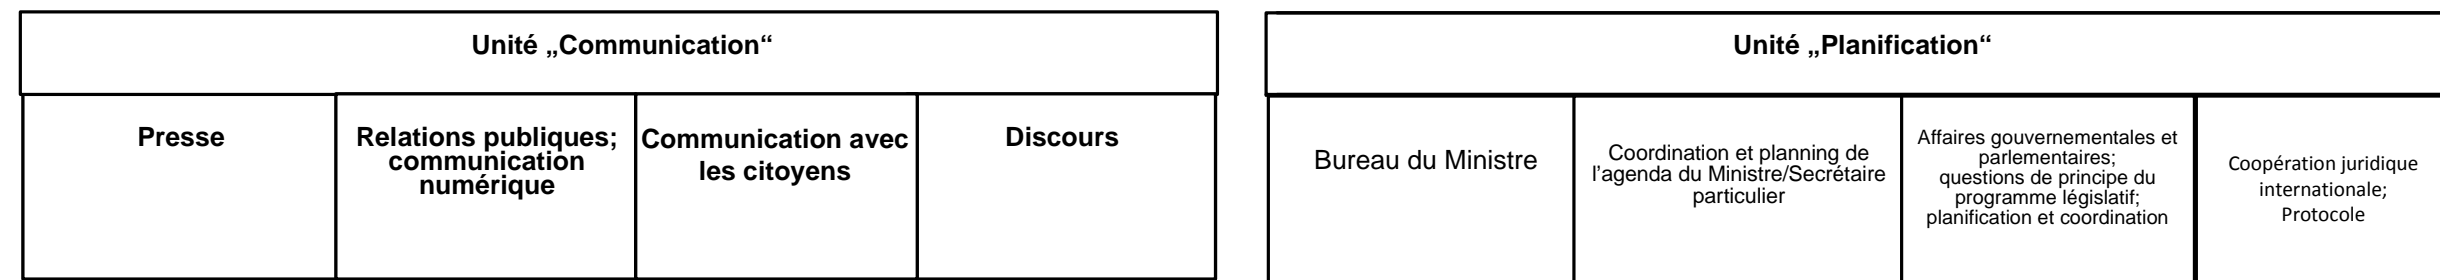 Unité „Communication“
Presse
Relations publiques;
communication
numérique
Communication avec
les citoyens
Discours
Unité „Planification“
Bureau du Ministre
Coordination et planning de
l’agenda du Ministre/Secrétaire
particulier
Affaires gouvernementales et
parlementaires;
questions de principe du
programme législatif;
planification et coordination
Coopération juridique
internationale;
Protocole